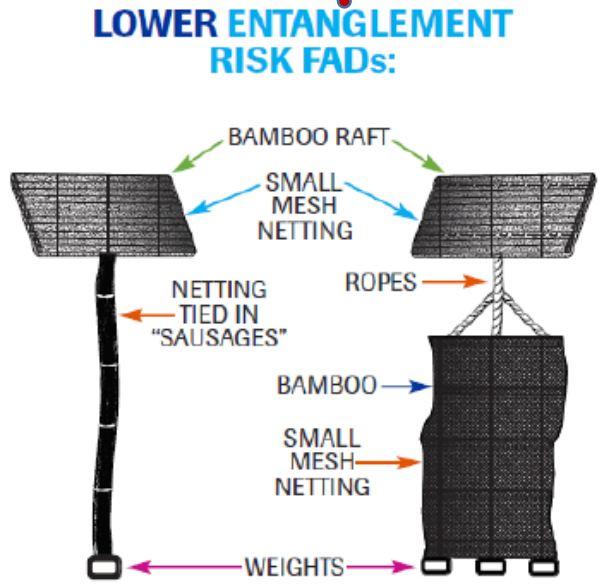 LOWER ENTANGLEMENT
RISK FADs:
BAMBOO RAFT
SMALL
MESH
NETTING
ROPES
NETTING
TIED IN
“SAUSAGES”
BAMBOO
SMALL
MESH
NETTING
WEIGHTS